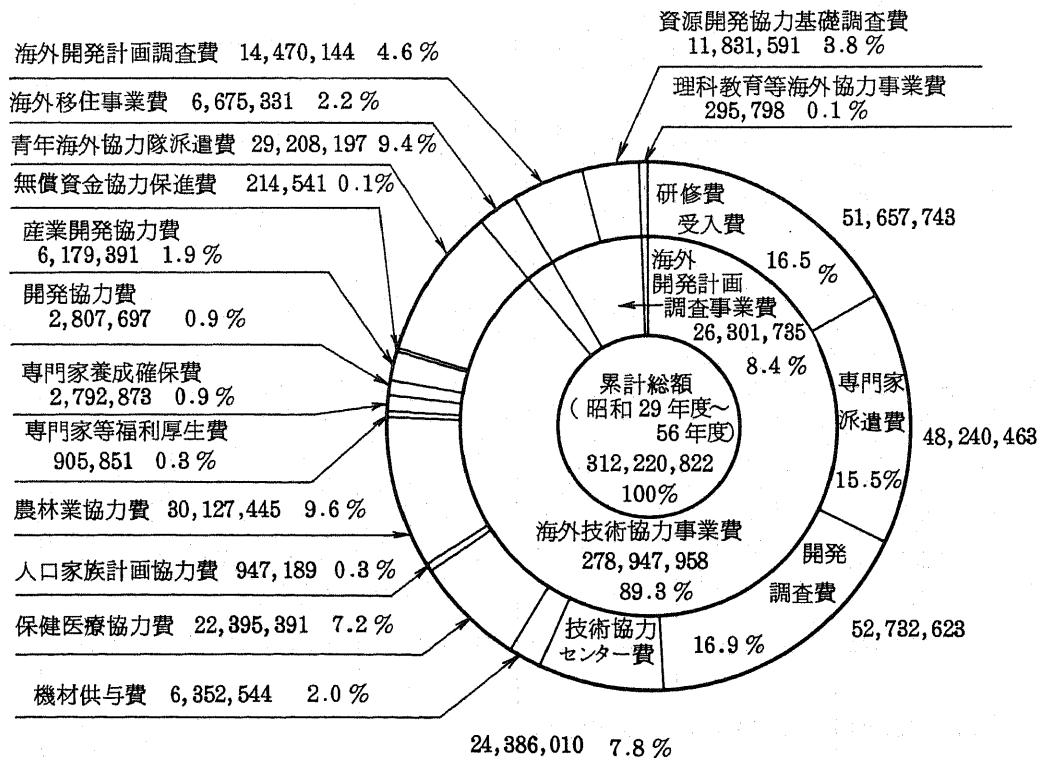 資源開発協力基礎調査費
11,831,591 3.8%
海外開発計画調査費 14,470,144 4.6%
理科教育等海外協力事業費
295,798 0.1%
海外移住事業費 6,675,331 2.2%
青年海外協力隊派遣費 29,208,197 9.4%
無償資金協力保進費 214,541 0.1%
産業開発協力費
6,179,391 1.9%
開発協力費
2,807,697 0.9%
専門家養成確保費
2,792,873 0.9%
専門家等福利厚生費
905,851 0.3%
農林業協力費 30,127,445 9.6%
人口家族計画協力費 947,189 0.3%
保健医療協力費 22,395,391 7.2%
機材供与費 6,352,544 2.0%
研修費
受入費
51,657,743
16.5%
海外
開発計画
調査事業費
26,301,735
8.4%
専門家
派遣費
48,240,463
15.5%
累計総額
(昭和29年度~
56年度)
312,220,822
100%
海外技術協力事業費
278,947,958
89.3%
開発
調査費
52,732,623
16.9%
技術協力
センター費
24,386,010 7.8%